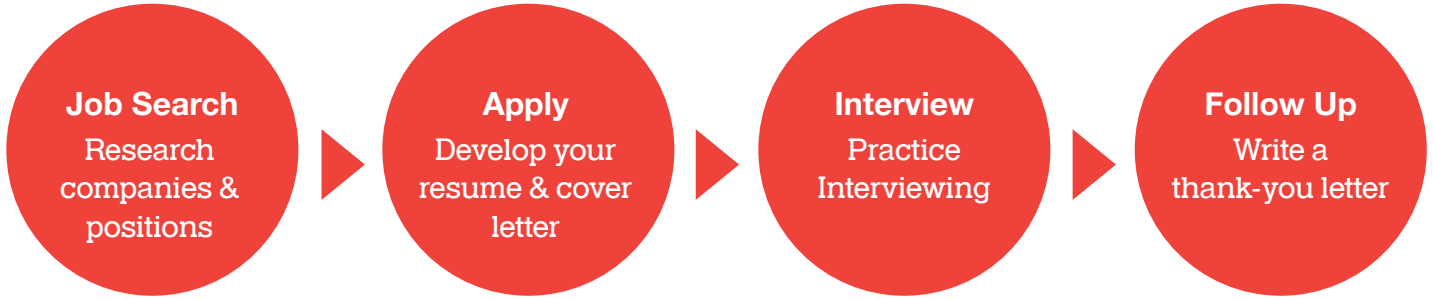 Job Search
Research
companies &
positions
Apply
Develop your
resume & cover
letter
Interview
Practice
Interviewing
Follow Up
Write a
thank-you letter